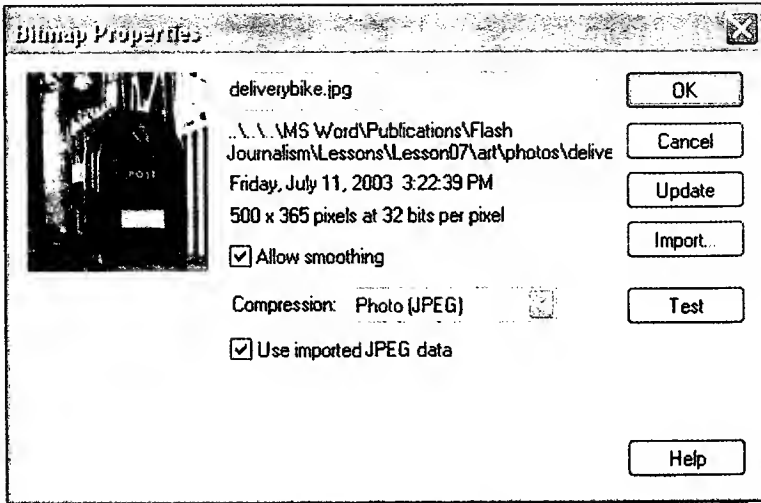 Bitmap Properties
POST
deliverybike.jpg
..\..\..\MS Word\Publications\Flash
Journalism\Lessons\Lesson07\art\photos\delive
Friday, July 11, 2003 3:22:39 PM
500 x 365 pixels at 32 bits per pixel
Allow smoothing
Compression: Photo (JPEG)
Use imported JPEG data
OK
Cancel
Update
Import...
Test
Help